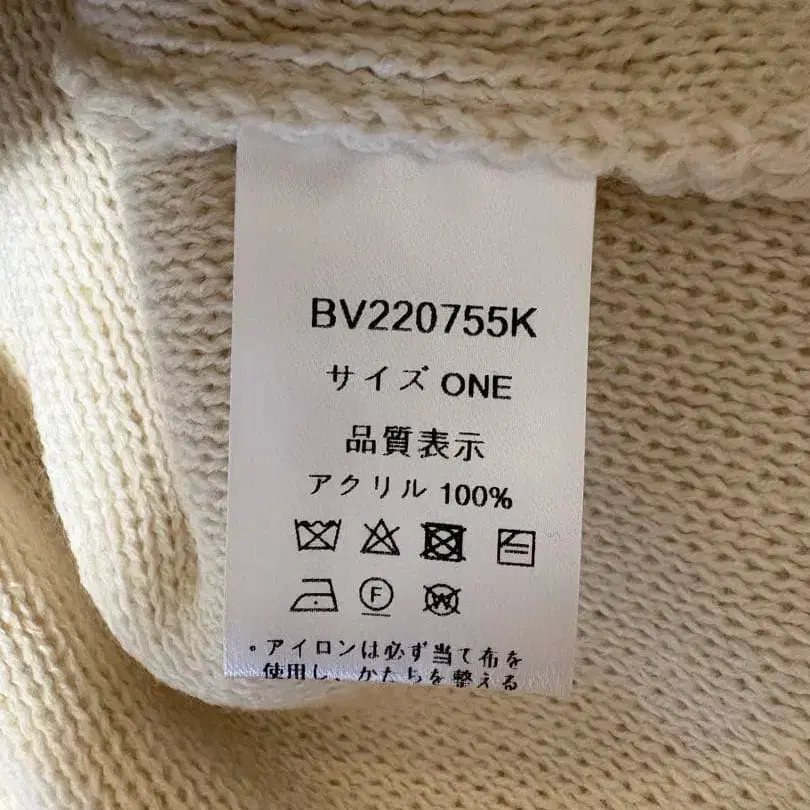 BV220755K
サイズ ONE
品質表示
アクリル 100%
F W
・アイロンは必ず当て布を
使用し、かたちを整える